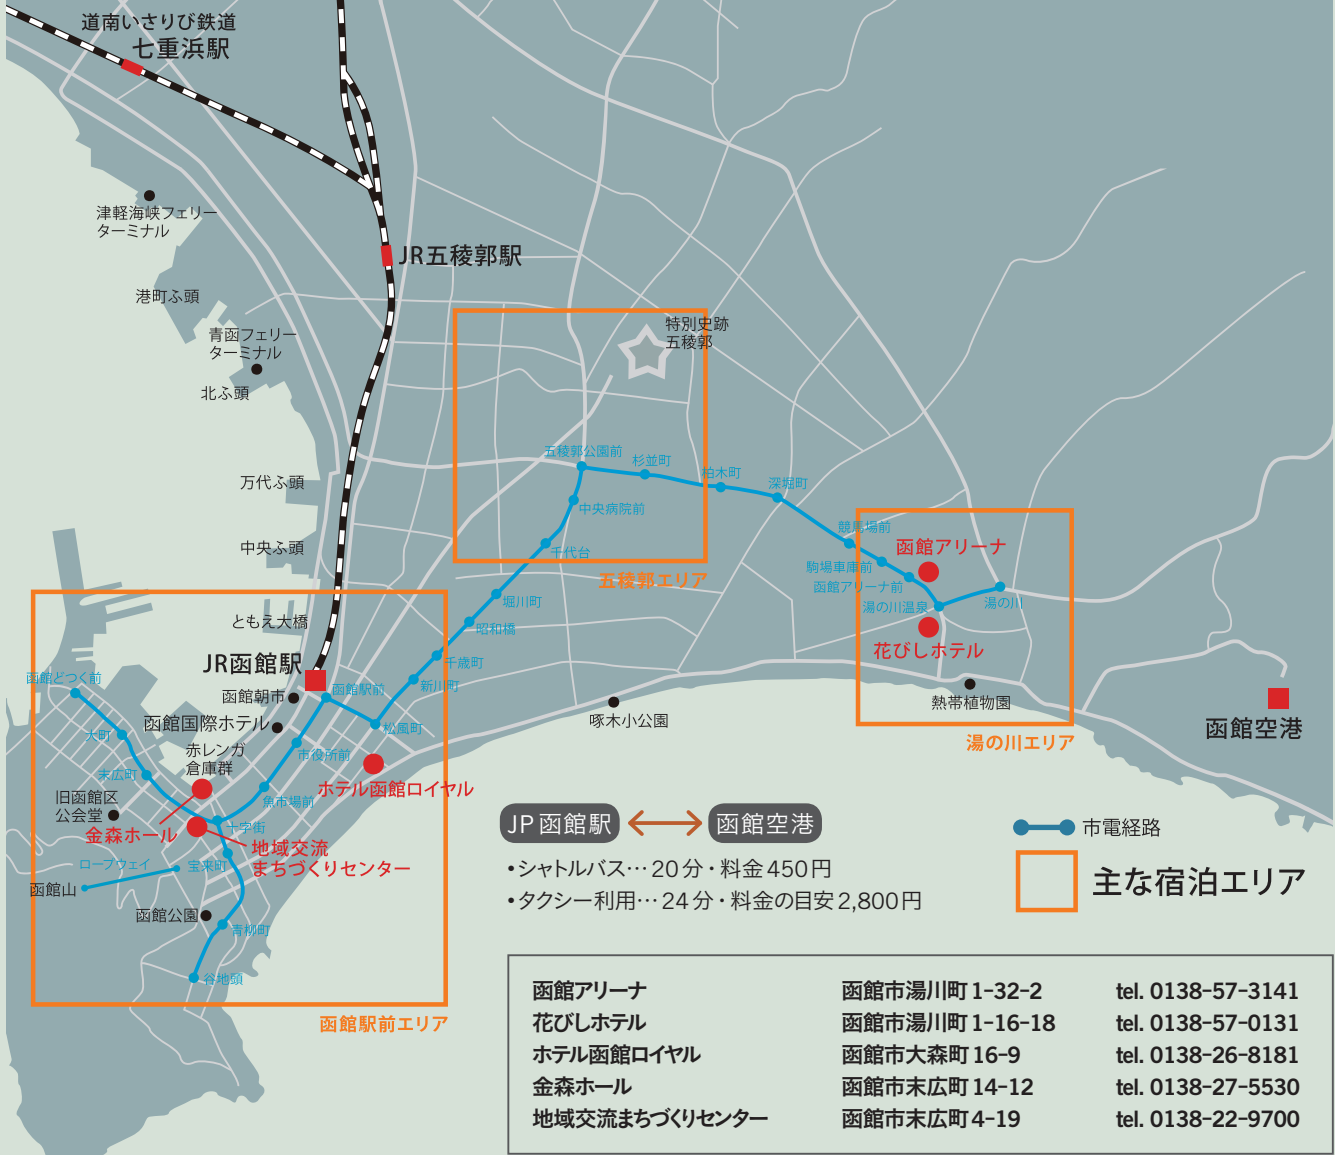 道南いさりび鉄道
七重浜駅
津軽海峡フェリー
ターミナル
JR五稜郭駅
港町ふ頭
青函フェリー
ターミナル
北ふ頭
特別史跡
五稜郭
万代ふ頭
中央ふ頭
五稜郭公園前
杉並町
柏木町
深堀町
中央病院前
千代台
五稜郭エリア
堀川町
昭和橋
千歳町
新川町
松風町
競馬場前
函館アリーナ
駒場車庫前
函館アリーナ前
湯の川温泉
湯の川
花びしホテル
熱帯植物園
湯の川エリア
函館空港
啄木小公園
ともえ大橋
JR函館駅
函館駅前
函館朝市
函館国際ホテル
函館どつく前
大町
末広町
赤レンガ
倉庫群
市役所前
ホテル函館ロイヤル
魚市場前
旧函館区
公会堂
金森ホール
十字街
地域交流
まちづくりセンター
ロープウェイ
宝来町
函館山
函館公園
青柳町
谷地頭
函館駅前エリア
JP函館駅
函館空港
•シャトルバス…20分・料金450円
•タクシー利用…24分・料金の目安2,800円
市電経路
主な宿泊エリア
函館アリーナ 函館市湯川町1-32-2 tel. 0138-57-3141
花びしホテル 函館市湯川町1-16-18 tel. 0138-57-0131
ホテル函館ロイヤル 函館市大森町16-9 tel. 0138-26-8181
金森ホール 函館市末広町14-12 tel. 0138-27-5530
地域交流まちづくりセンター 函館市末広町4-19 tel. 0138-22-9700